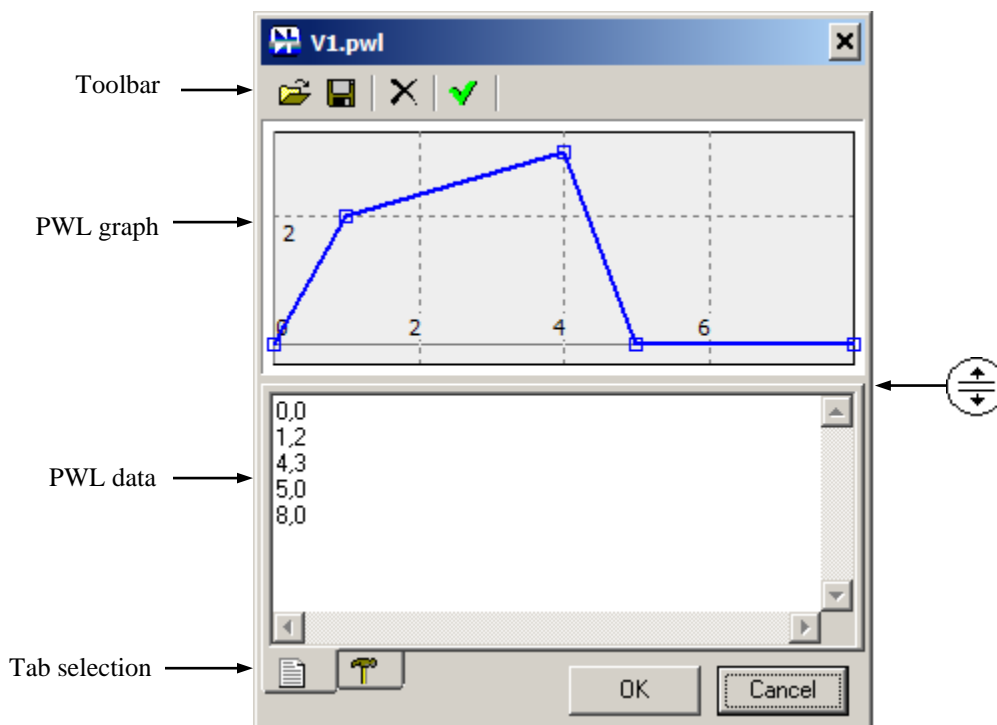 V1.pwl
Toolbar
PWL graph
2
0 2 4 6
PWL data
0,0
1,2
4,3
5,0
8,0
Tab selection
OK Cancel